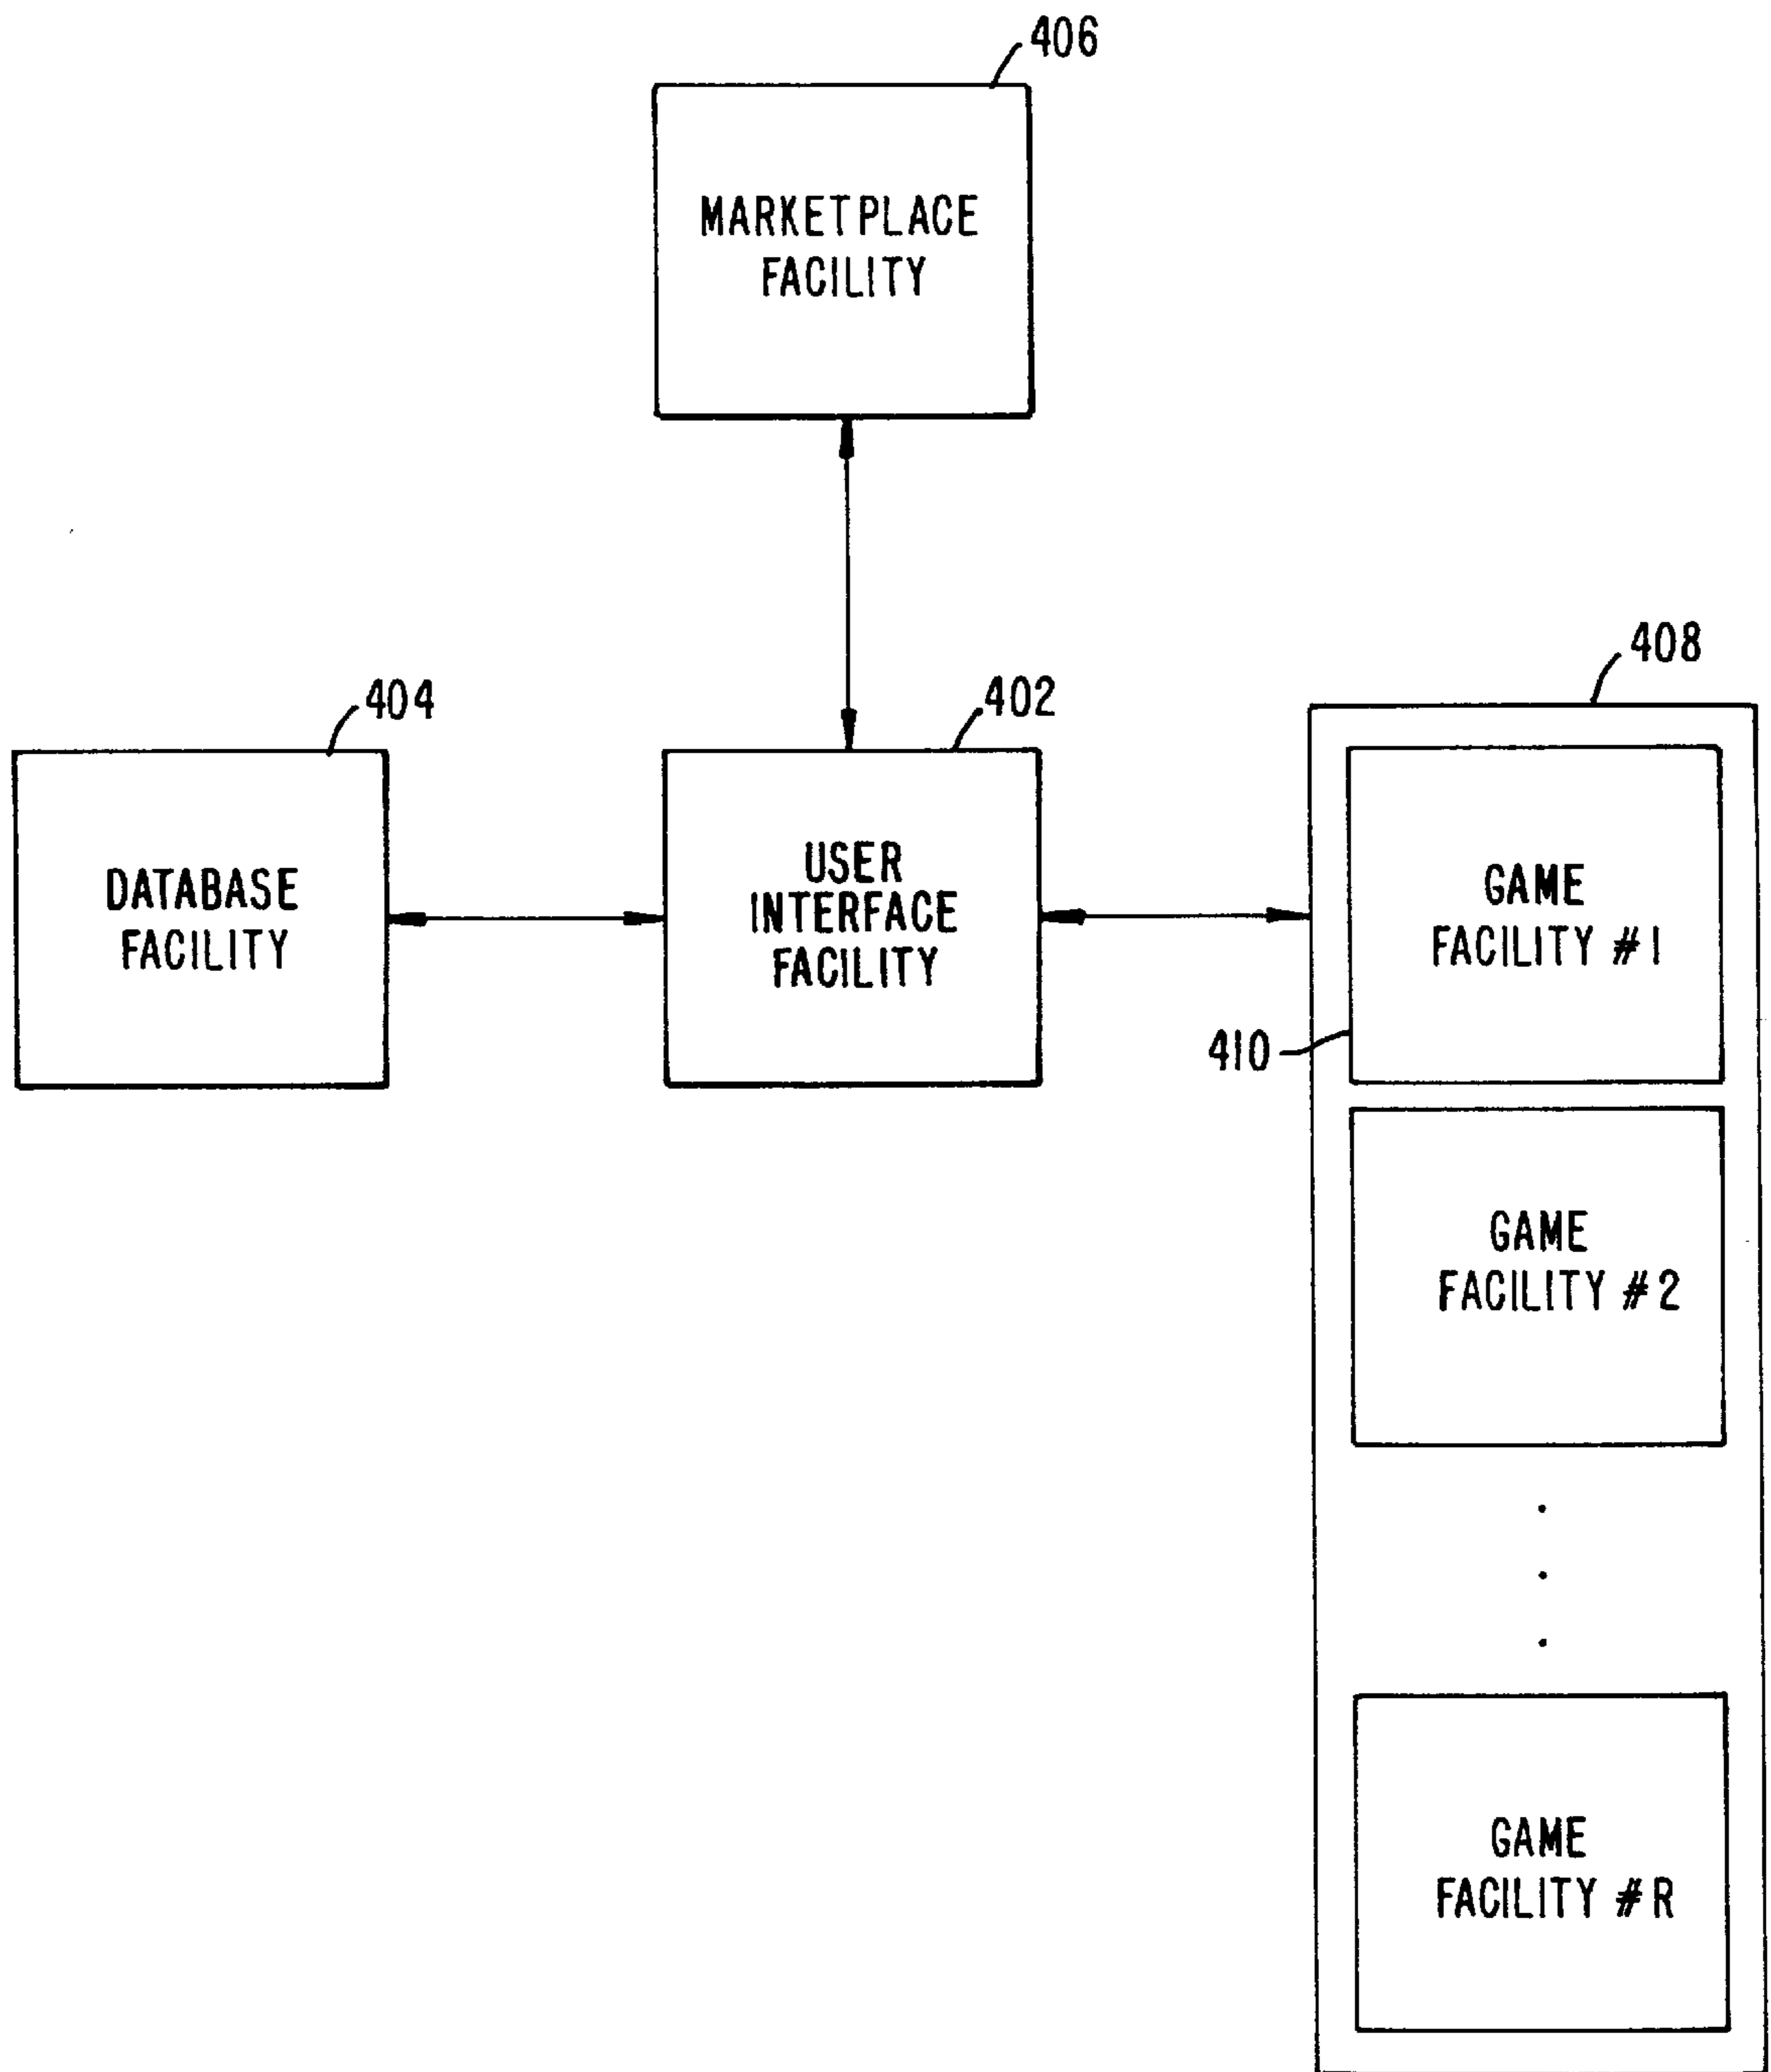 406
MARKETPLACE
FACILITY
408
404
402
DATABASE
FACILITY
USER
INTERFACE
FACILITY
GAME
FACILITY #1
410
GAME
FACILITY #2
GAME
FACILITY #R